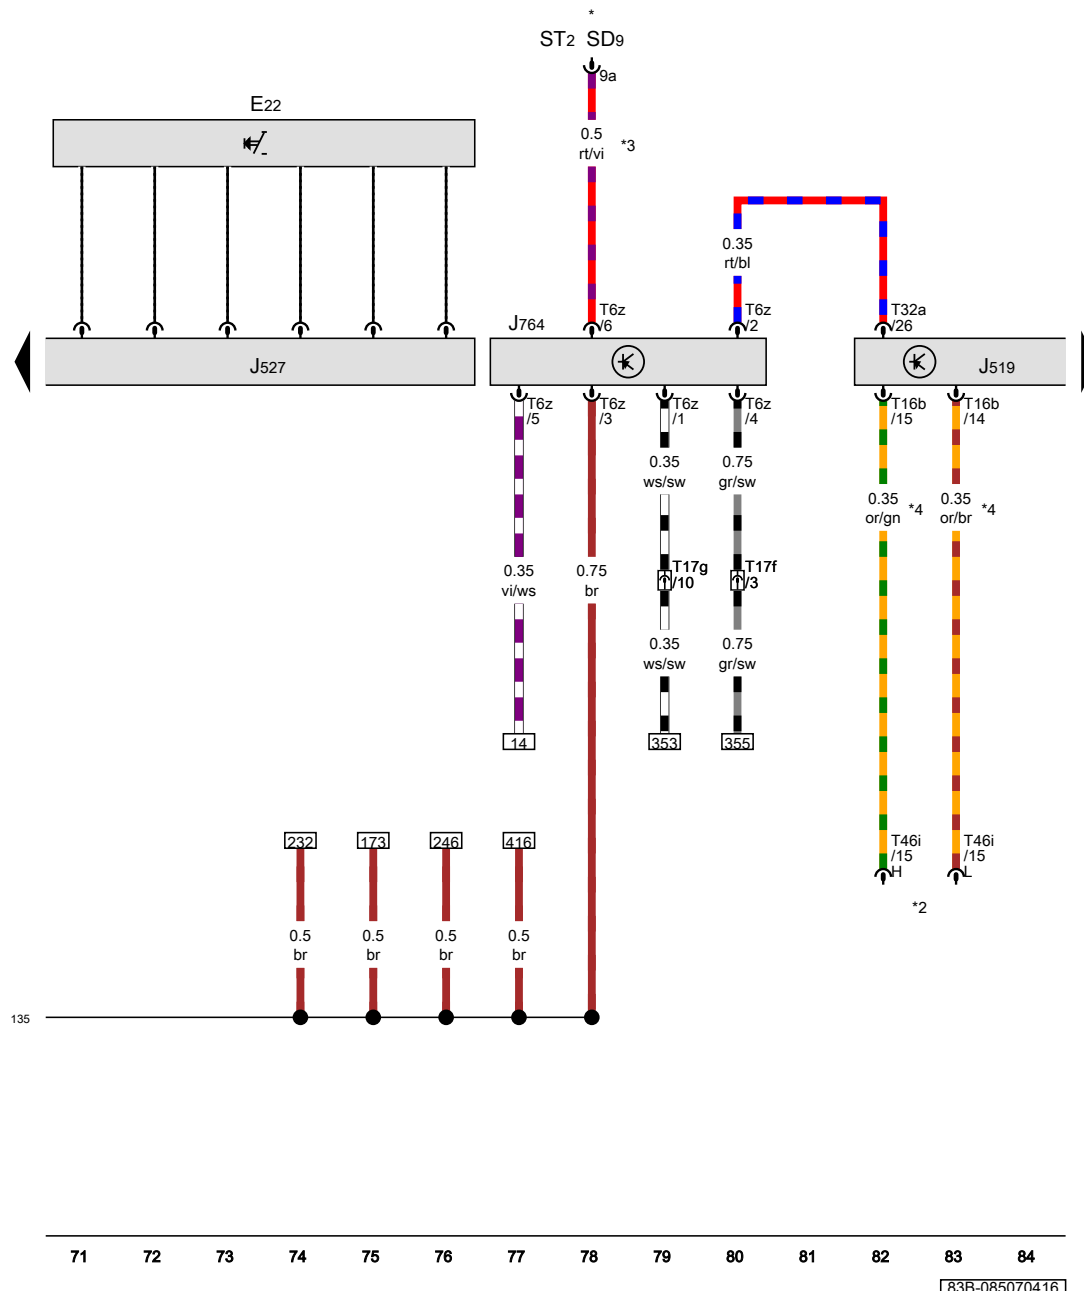 *
ST2 SD9
9a
E22
0.5
rt/vi
*3
0.35
rt/bl
J764
T6z
/6
T6z
/2
T32a
/26
J527
J519
T6z
/5
T6z
/3
T6z
/1
T6z
/4
T16b
/15
T16b
/14
0.35
ws/sw
0.75
gr/sw
0.35
or/gn
*4
0.35
or/br
*4
0.35
vi/ws
0.75
br
T17g
/10
T17f
/3
0.35
ws/sw
0.75
gr/sw
14
353
355
232
173
246
416
T46i
/15
H
T46i
/15
L
*2
0.5
br
0.5
br
0.5
br
0.5
br
135
71 72 73 74 75 76 77 78 79 80 81 82 83 84
83B-085070416